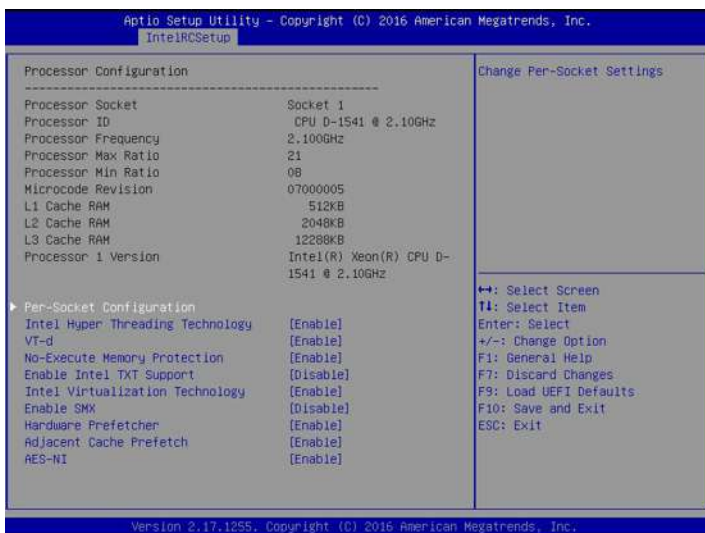 Aptio Setup Utility – Copyright (C) 2016 American Megatrends, Inc.
IntelRCSetup
Processor Configuration
Processor Socket Socket 1
Processor ID CPU D-1541 @ 2.10GHz
Processor Frequency 2.100GHz
Processor Max Ratio 21
Processor Min Ratio 08
Microcode Revision 07000005
L1 Cache RAM 512KB
L2 Cache RAM 2048KB
L3 Cache RAM 12288KB
Processor 1 Version Intel(R) Xeon(R) CPU D-
1541 @ 2.10GHz
Per-Socket Configuration
Intel Hyper Threading Technology [Enable]
VT-d [Enable]
No-Execute Memory Protection [Enable]
Enable Intel TXT Support [Disable]
Intel Virtualization Technology [Enable]
Enable SMX [Disable]
Hardware Prefetcher [Enable]
Adjacent Cache Prefetch [Enable]
AES-NI [Enable]
Change Per-Socket Settings
↔: Select Screen
↑↓: Select Item
Enter: Select
+/-: Change Option
F1: General Help
F7: Discard Changes
F9: Load UEFI Defaults
F10: Save and Exit
ESC: Exit
Version 2.17.1255. Copyright (C) 2016 American Megatrends, Inc.